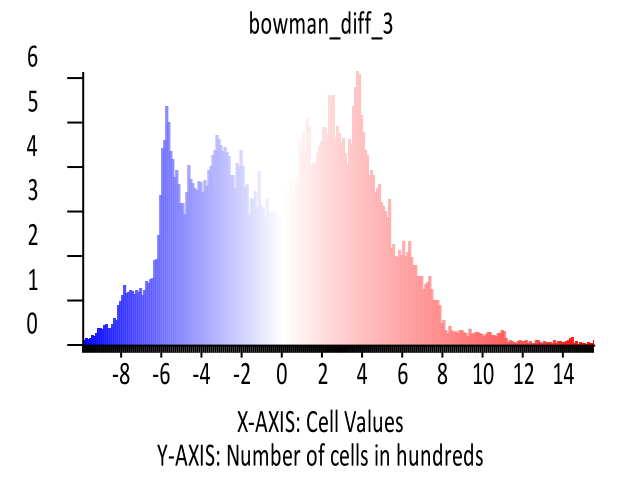 bowman_diff_3
6
5
4
3
2
1
0
-8 -6 -4 -2 0 2 4 6 8 10 12 14
X-AXIS: Cell Values
Y-AXIS: Number of cells in hundreds